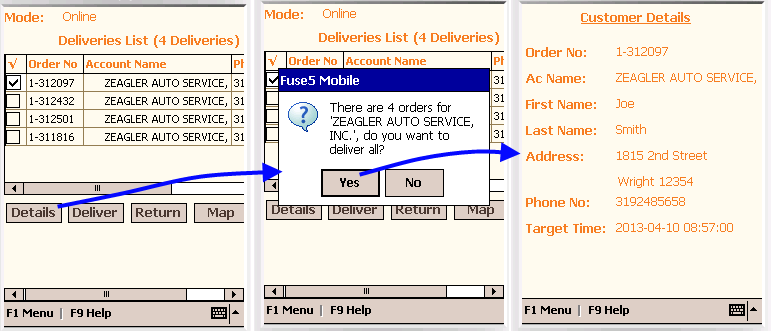 Mode: Online
Deliveries List (4 Deliveries)
√ Order No Account Name Ph
1-312097 ZEAGLER AUTO SERVICE, 31
1-312432 ZEAGLER AUTO SERVICE, 31
1-312501 ZEAGLER AUTO SERVICE, 31
1-311816 ZEAGLER AUTO SERVICE, 31
Details Deliver Return Map
F1 Menu | F9 Help
Mode: Online
Deliveries List (4 Deliveries)
√ Order No Account Name Ph
Fuse5 Mobile
There are 4 orders for
'ZEAGLER AUTO SERVICE,
INC.', do you want to
deliver all?
Yes No
31
31
31
31
Details Deliver Return Map
F1 Menu | F9 Help
Customer Details
Order No: 1-312097
Ac Name: ZEAGLER AUTO SERVICE,
First Name: Joe
Last Name: Smith
Address: 1815 2nd Street
Wright 12354
Phone No: 3192485658
Target Time: 2013-04-10 08:57:00
F1 Menu | F9 Help